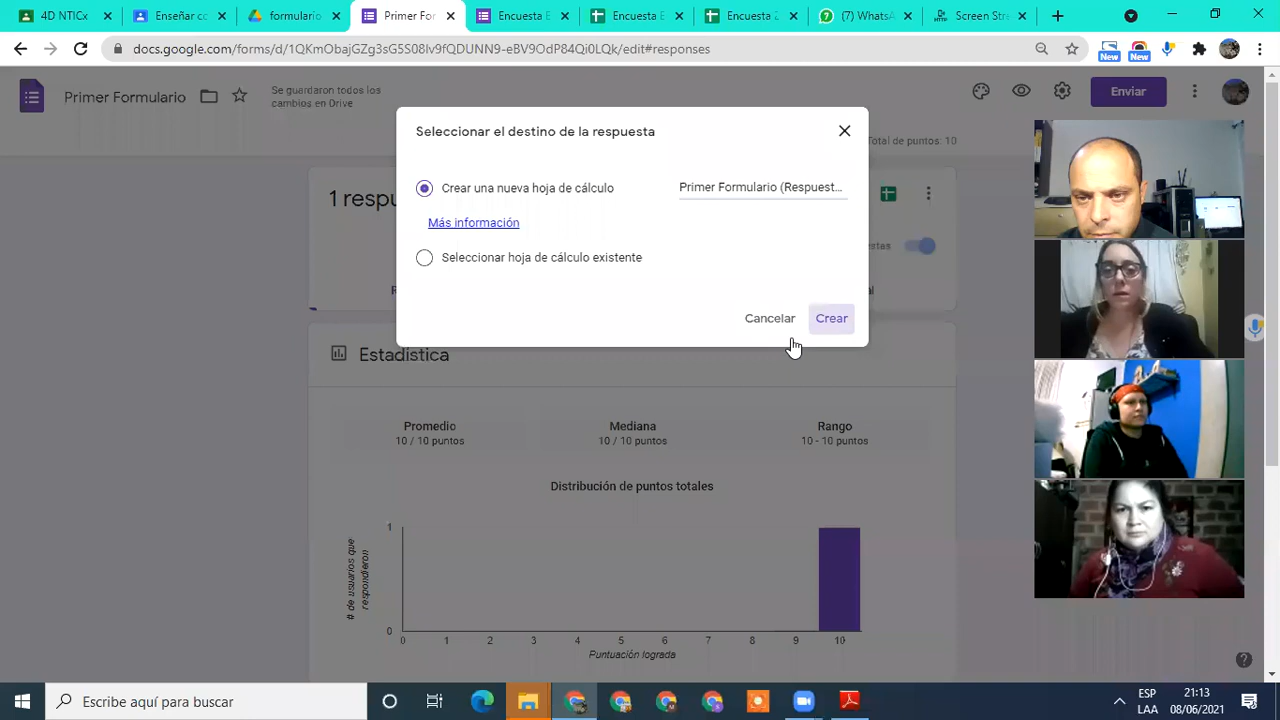 4D NTICx
Enseñar co
formulario
Primer For
Encuesta E
Encuesta E
Encuesta 2
(7) WhatsA
Screen Stre
docs.google.com/forms/d/1QKmObajGZg3sG5S08lv9fQDUNN9-eBV9OdP84Qi0LQk/edit#responses
New
New
Primer Formulario
Se guardaron todos los
cambios en Drive
Enviar
Seleccionar el destino de la respuesta
Total de puntos: 10
1 respu
Crear una nueva hoja de cálculo
Primer Formulario (Respuest...
Más información
Seleccionar hoja de cálculo existente
Cancelar
Crear
Estadística
Promedio
10 / 10 puntos
Mediana
10 / 10 puntos
Rango
10 - 10 puntos
Distribución de puntos totales
# de usuarios que
respondieron
1
0
0 1 2 3 4 5 6 7 8 9 10
Puntuación lograda
Escribe aquí para buscar
ESP
LAA
21:13
08/06/2021